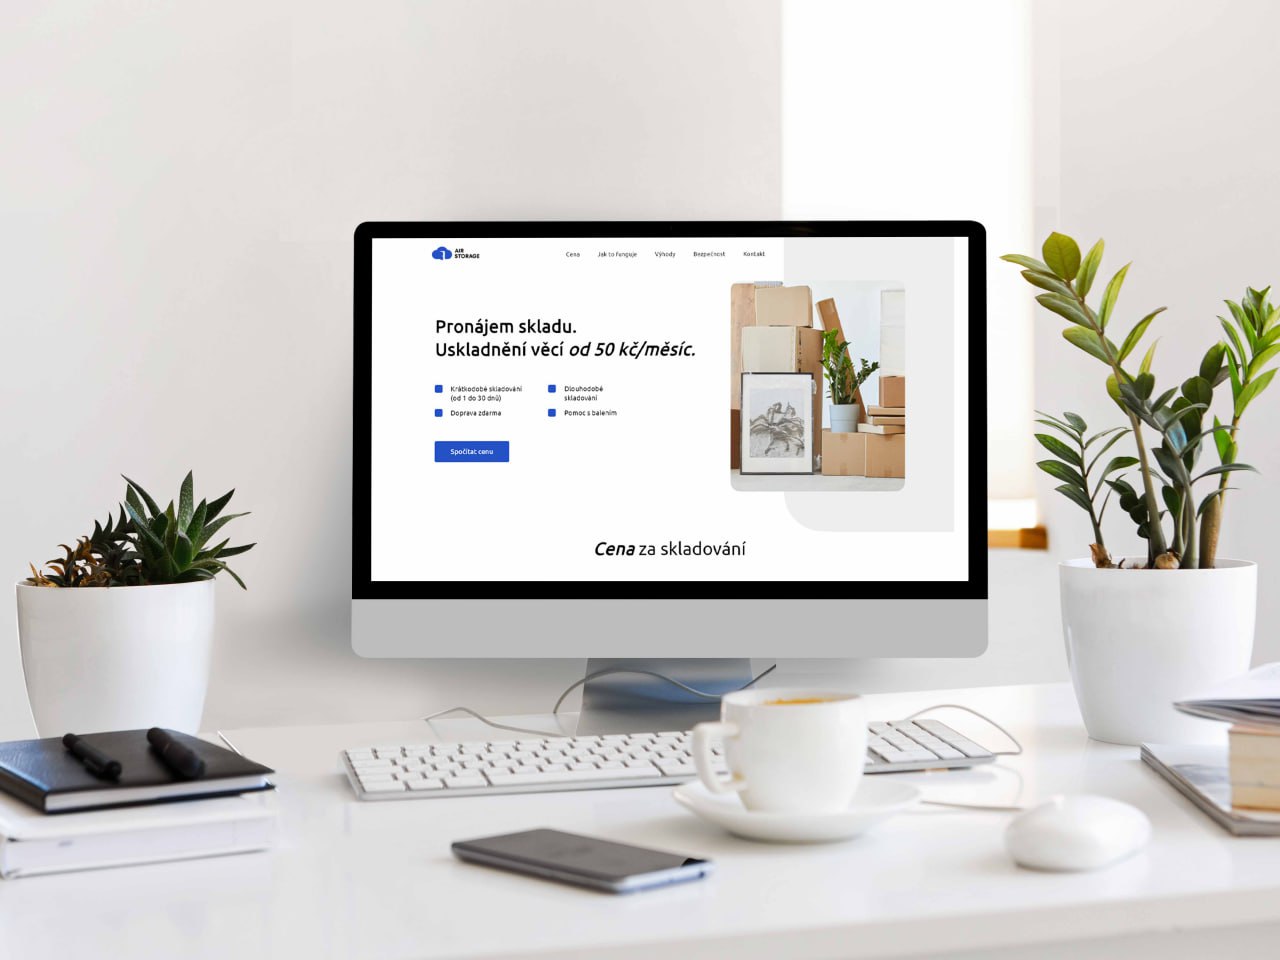 AIR
STORAGE
Cena Jak to funguje Výhody Bezpečnost Kontakt
Pronájem skladu.
Uskladnění věcí od 50 kč/měsíc.
Krátkodobé skladování
(od 1 do 30 dnů)
Dlouhodobé
skladování
Doprava zdarma
Pomoc s balením
Spočítat cenu
Cena za skladování